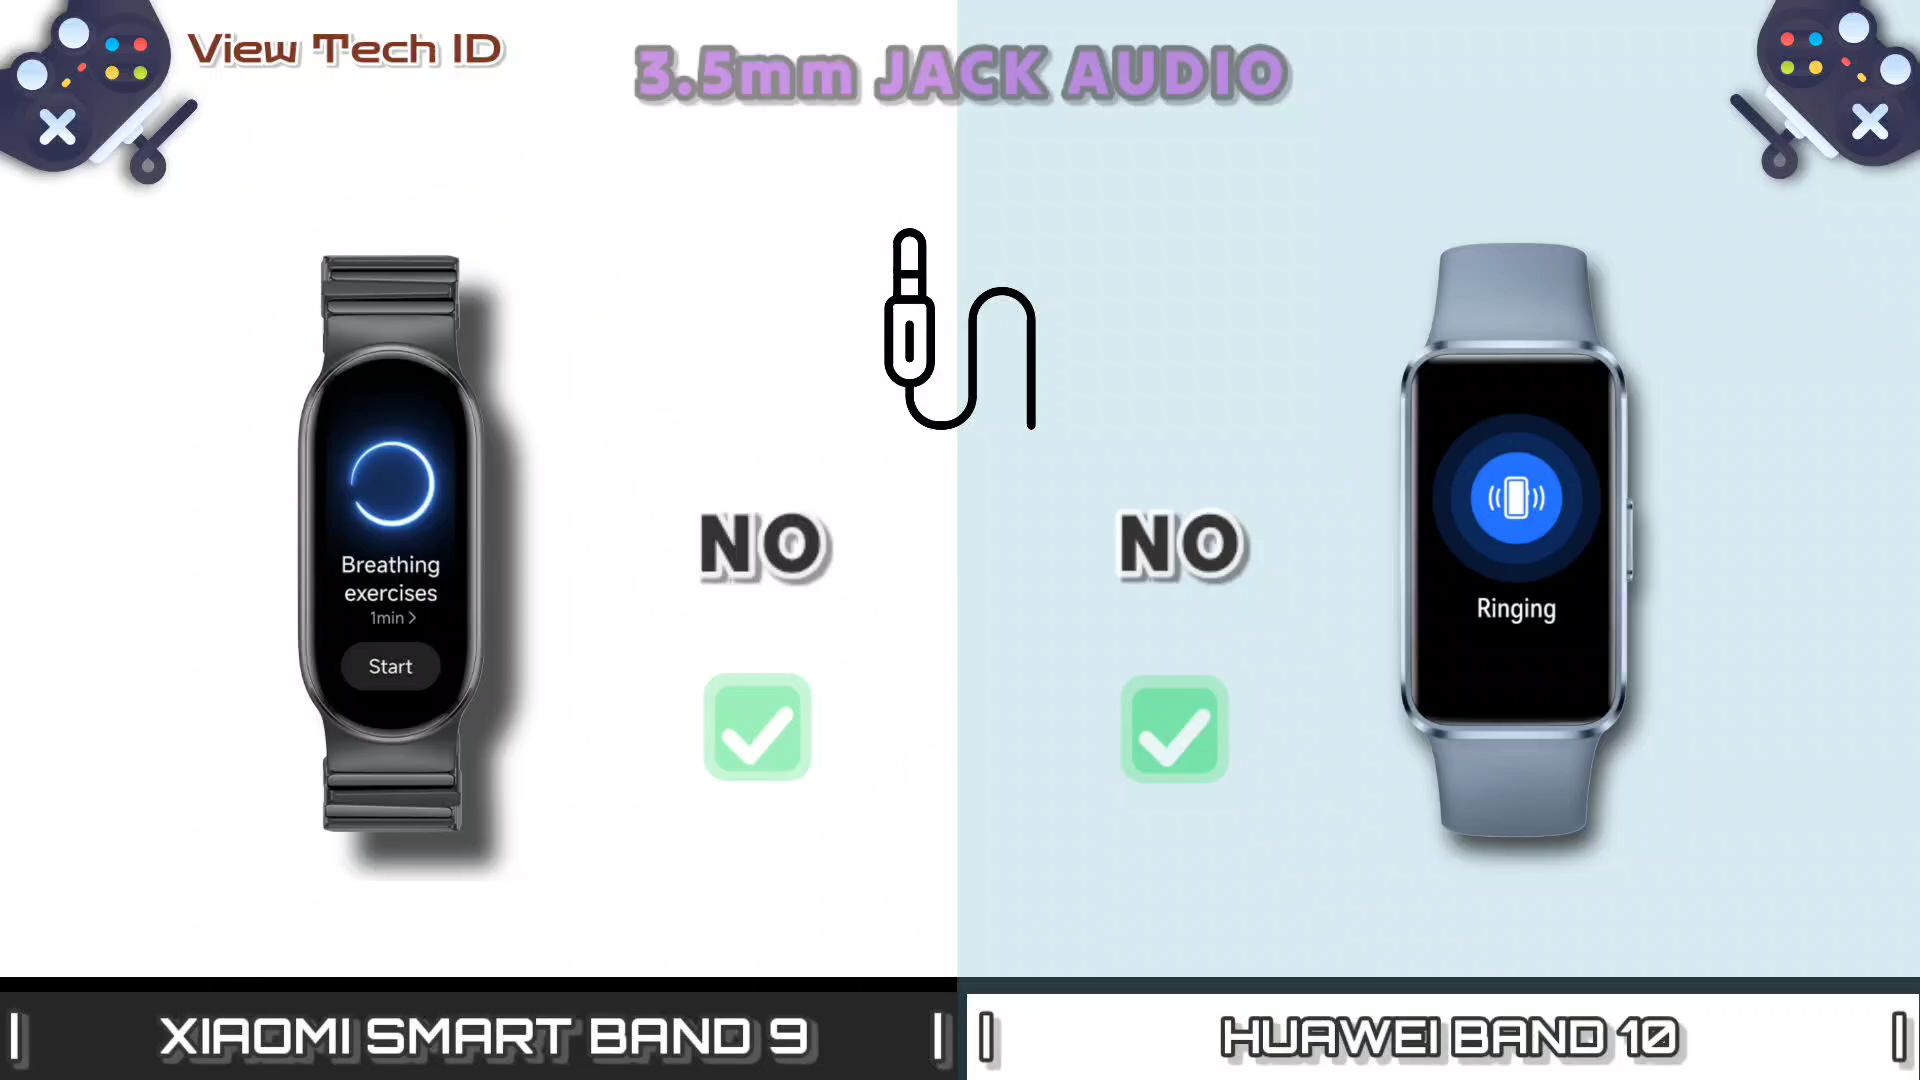 View Tech ID
3.5mm JACK AUDIO
Breathing
exercises
1min >
Start
NO
NO
Ringing
XIAOMI SMART BAND 9
HUAWEI BAND 10